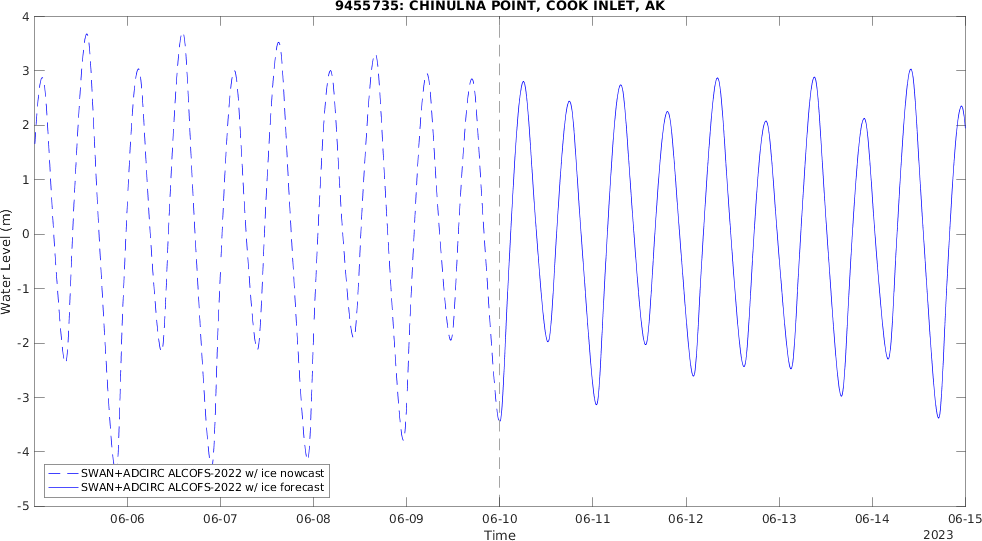 9455735: CHINULNA POINT, COOK INLET, AK
Water Level (m)
4
3
2
1
0
-1
-2
-3
-4
-5
SWAN+ADCIRC ALCOFS-2022 w/ ice nowcast
SWAN+ADCIRC ALCOFS-2022 w/ ice forecast
06-06 06-07 06-08 06-09 06-10 06-11 06-12 06-13 06-14 06-15
Time
2023